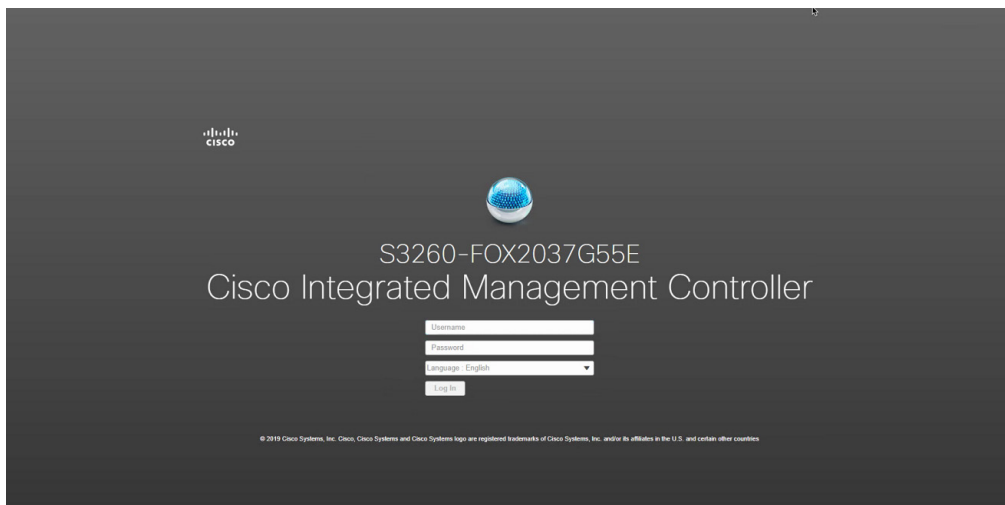 CISCO
S3260-FOX2037G55E
Cisco Integrated Management Controller
Username
Password
Language : English
Log In
© 2019 Cisco Systems, Inc. Cisco, Cisco Systems and Cisco Systems logo are registered trademarks of Cisco Systems, Inc. and/or its affiliates in the U.S. and certain other countries